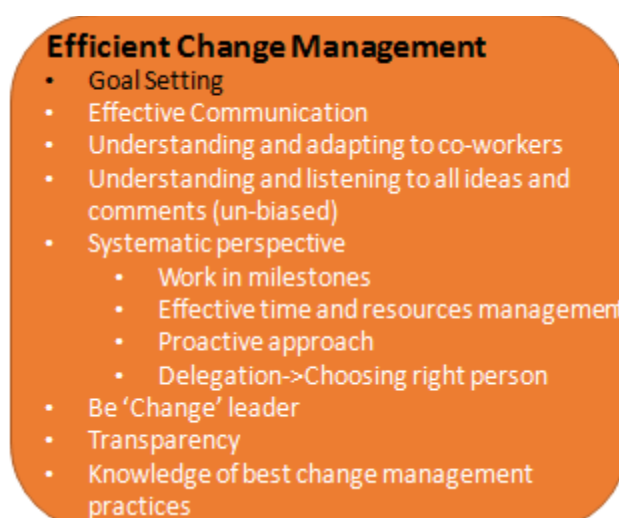 Efficient Change Management
• Goal Setting
• Effective Communication
• Understanding and adapting to co-workers
• Understanding and listening to all ideas and
comments (un-biased)
• Systematic perspective
• Work in milestones
• Effective time and resources management
• Proactive approach
• Delegation->Choosing right person
• Be ‘Change’ leader
• Transparency
• Knowledge of best change management
practices